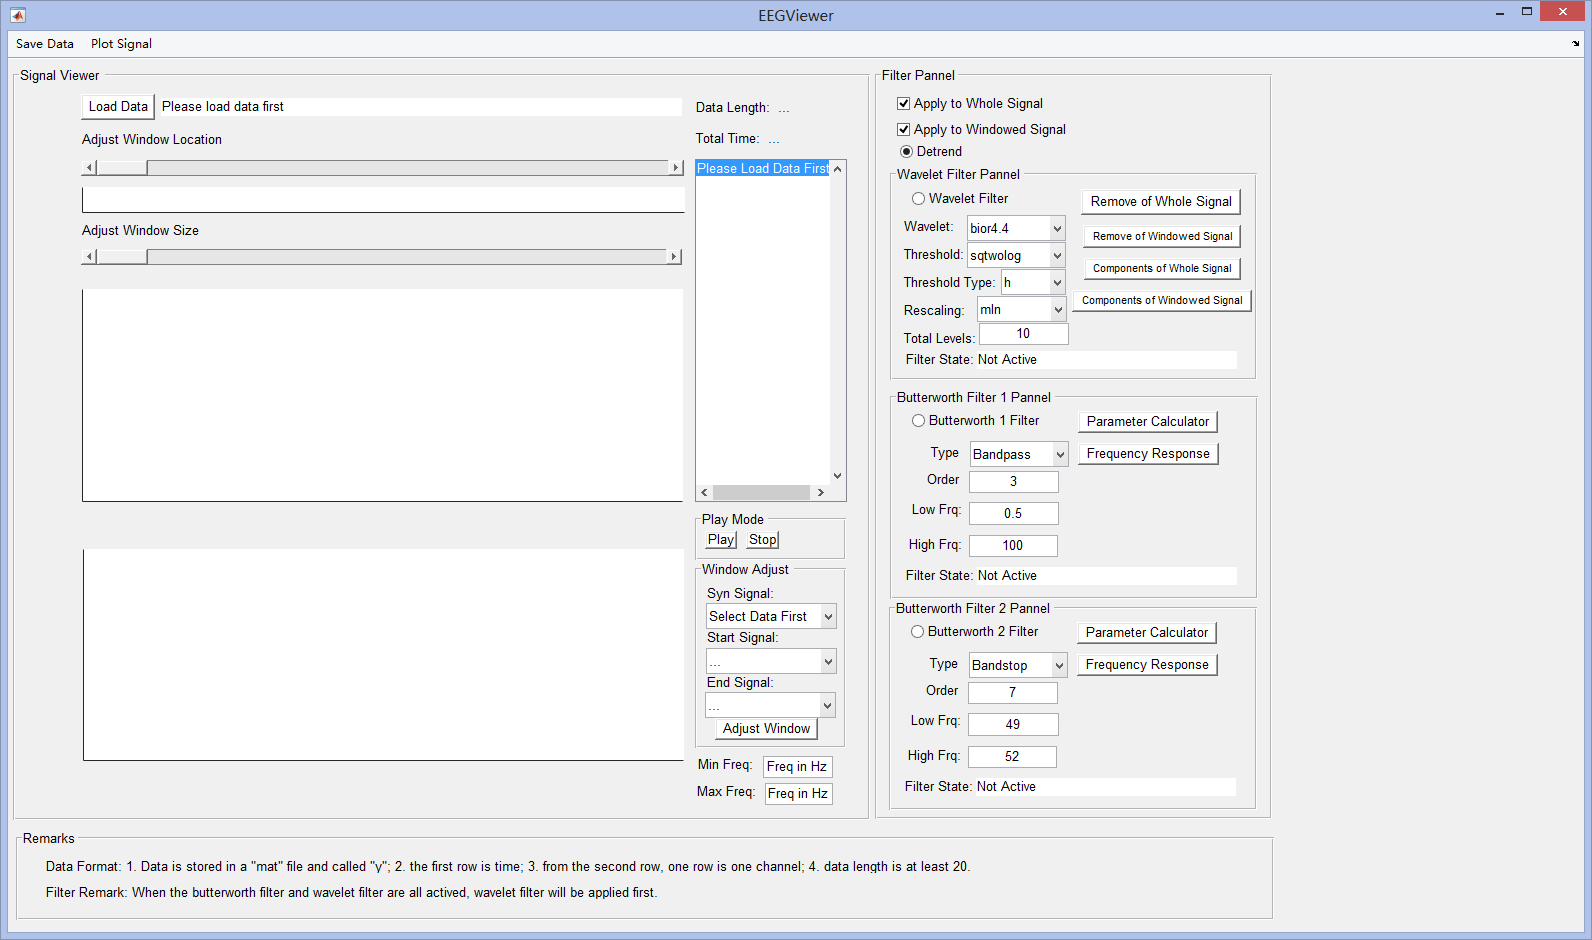 EEGViewer
Save Data
Plot Signal
Signal Viewer
Load Data
Please load data first
Adjust Window Location
Adjust Window Size
Data Length: ...
Total Time: ...
Please Load Data First
Play Mode
Play
Stop
Window Adjust
Syn Signal:
Select Data First
Start Signal:
...
End Signal:
...
Adjust Window
Min Freq: Freq in Hz
Max Freq: Freq in Hz
Filter Pannel
Apply to Whole Signal
Apply to Windowed Signal
Detrend
Wavelet Filter Pannel
Wavelet Filter
Wavelet: bior4.4
Threshold: sqtwolog
Threshold Type: h
Rescaling: mln
Total Levels: 10
Filter State: Not Active
Remove of Whole Signal
Remove of Windowed Signal
Components of Whole Signal
Components of Windowed Signal
Butterworth Filter 1 Pannel
Butterworth 1 Filter
Parameter Calculator
Type Bandpass
Frequency Response
Order 3
Low Frq: 0.5
High Frq: 100
Filter State: Not Active
Butterworth Filter 2 Pannel
Butterworth 2 Filter
Parameter Calculator
Type Bandstop
Frequency Response
Order 7
Low Frq: 49
High Frq: 52
Filter State: Not Active
Remarks
Data Format: 1. Data is stored in a "mat" file and called "y"; 2. the first row is time; 3. from the second row, one row is one channel; 4. data length is at least 20.
Filter Remark: When the butterworth filter and wavelet filter are all actived, wavelet filter will be applied first.